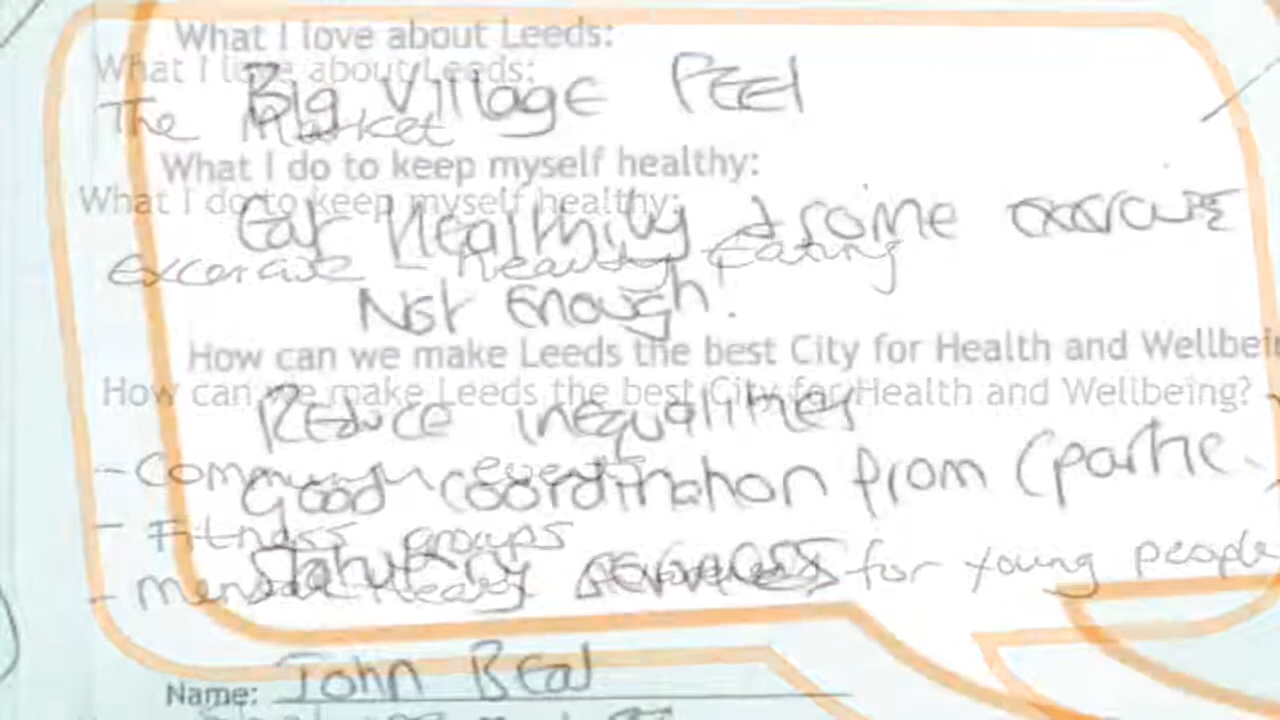 What I love about Leeds:
What I love about Leeds:
Big Village FEEl
The Market
What I do to keep myself healthy:
What I do to keep myself healthy:
Eat Healthily + some exercise
Excercise - Healthy Eating
Not Enough!
How can we make Leeds the best City for Health and Wellbei
How can we make Leeds the best City for Health and Wellbeing?
Reduce inequalities
- Community events
Good coordination from
- Fitness groups
Statutory services
- Mental Health services for young people
Name: John Beal